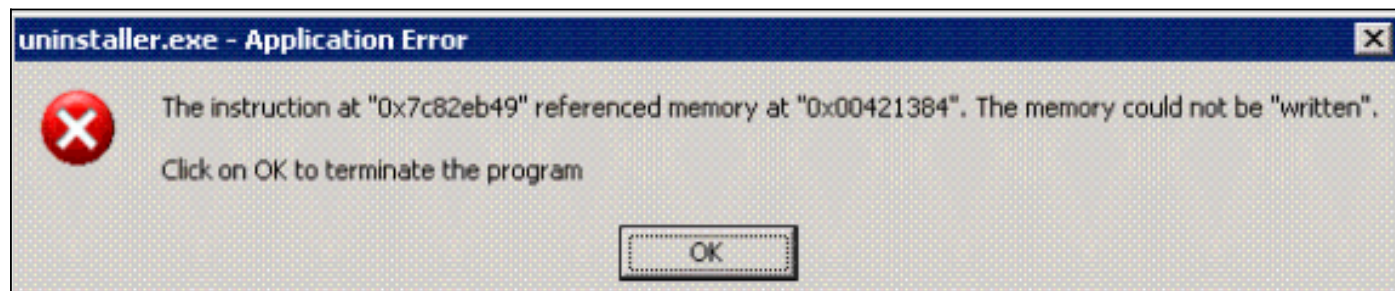 uninstaller.exe - Application Error
The instruction at "0x7c82eb49" referenced memory at "0x00421384". The memory could not be "written".
Click on OK to terminate the program
OK